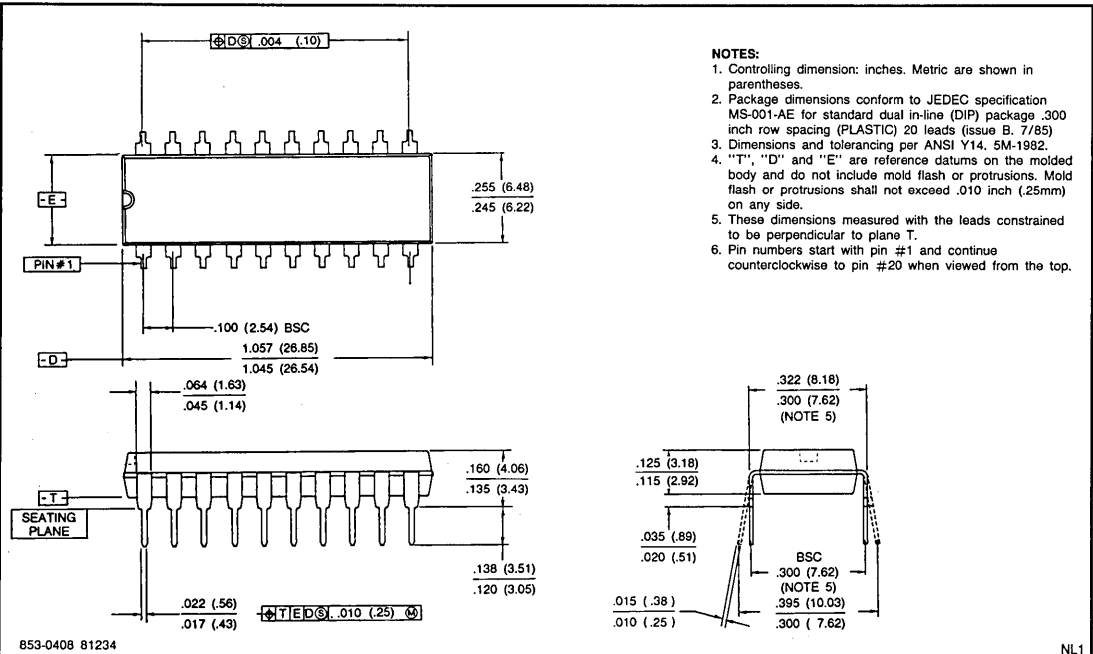 ⌖ D Ⓢ .004 (.10)
NOTES:
1. Controlling dimension: inches. Metric are shown in
parentheses.
2. Package dimensions conform to JEDEC specification
MS-001-AE for standard dual in-line (DIP) package .300
inch row spacing (PLASTIC) 20 leads (issue B. 7/85)
3. Dimensions and tolerancing per ANSI Y14. 5M-1982.
4. "T", "D" and "E" are reference datums on the molded
body and do not include mold flash or protrusions. Mold
flash or protrusions shall not exceed .010 inch (.25mm)
on any side.
5. These dimensions measured with the leads constrained
to be perpendicular to plane T.
6. Pin numbers start with pin #1 and continue
counterclockwise to pin #20 when viewed from the top.
-E-
.255 (6.48)
.245 (6.22)
PIN#1
.100 (2.54) BSC
-D-
1.057 (26.85)
1.045 (26.54)
.064 (1.63)
.045 (1.14)
.160 (4.06)
.135 (3.43)
-T-
SEATING
PLANE
.138 (3.51)
.120 (3.05)
.022 (.56)
.017 (.43)
⌖ T E D Ⓢ .010 (.25) Ⓜ
.322 (8.18)
.300 (7.62)
(NOTE 5)
.125 (3.18)
.115 (2.92)
.035 (.89)
.020 (.51)
BSC
.300 (7.62)
(NOTE 5)
.015 (.38 )
.010 (.25 )
.395 (10.03)
.300 ( 7.62)
853-0408 81234
NL1